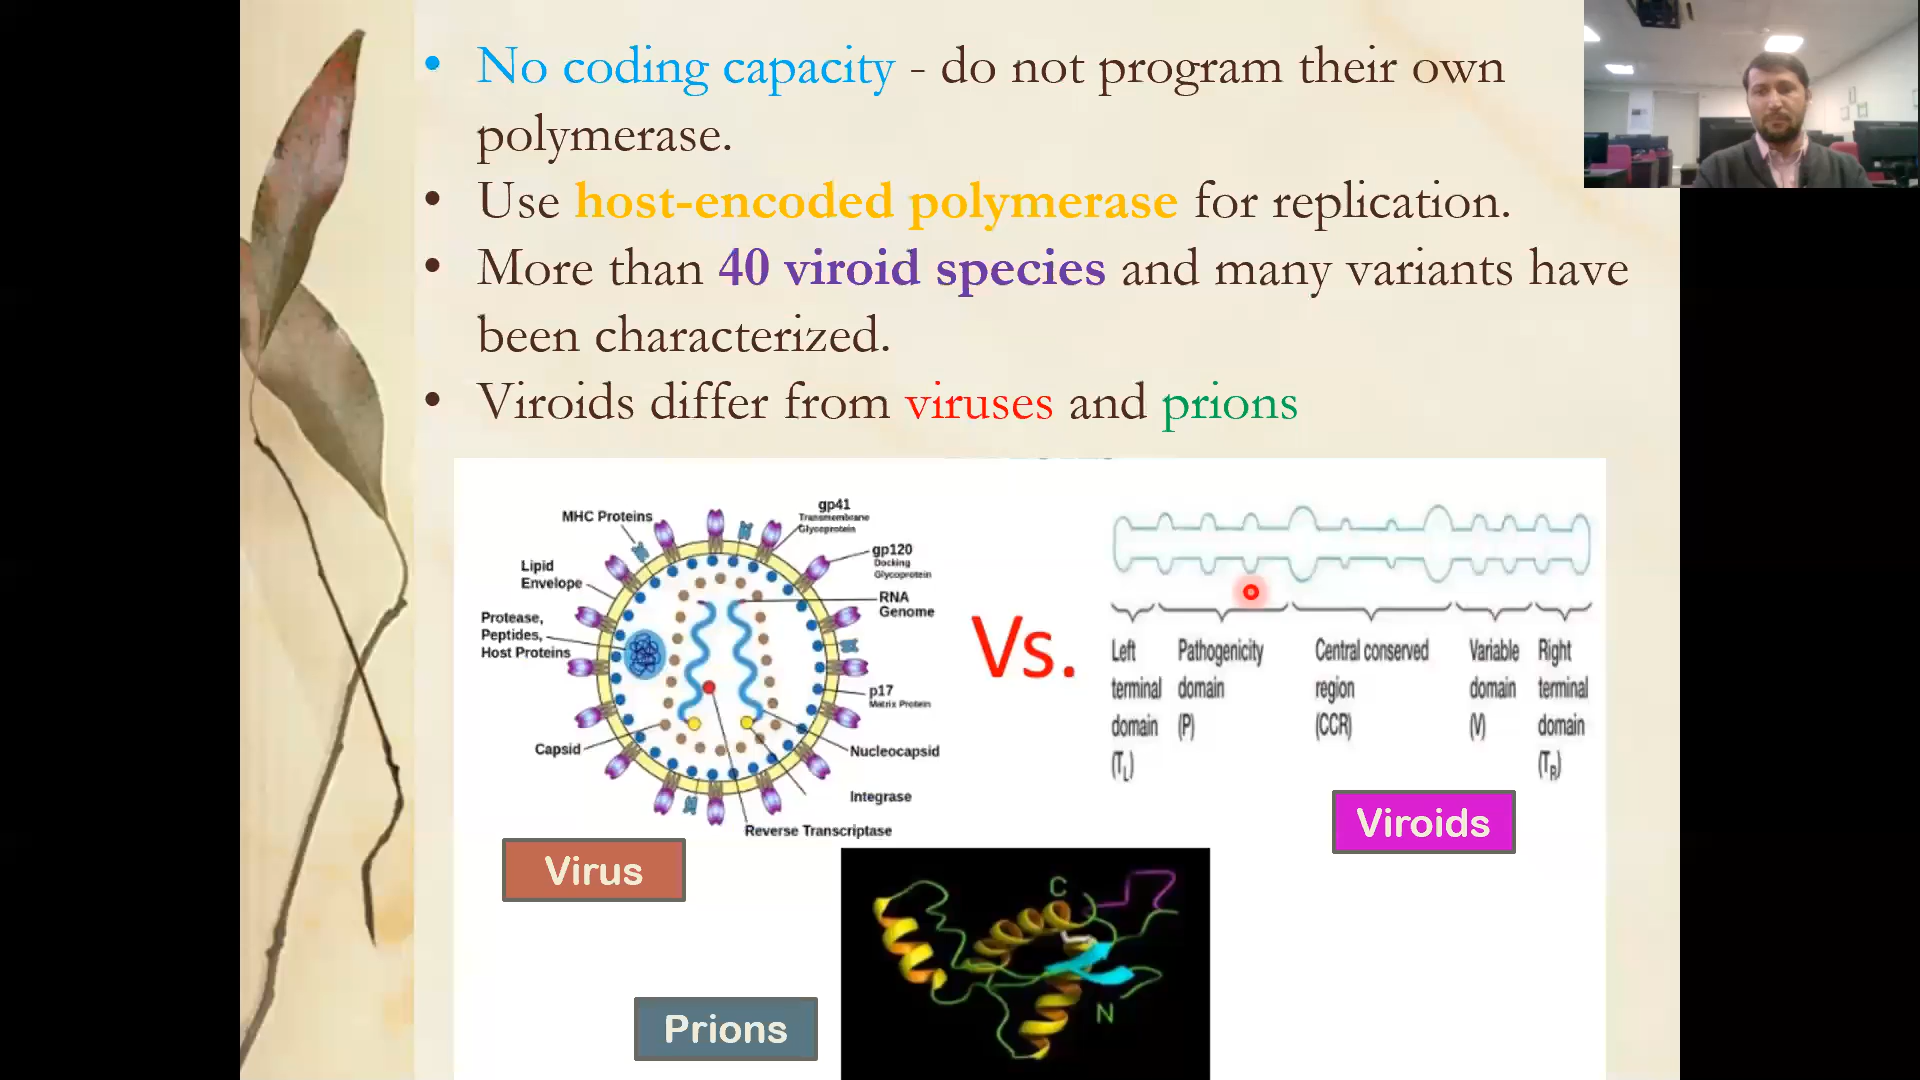 • No coding capacity - do not program their own
polymerase.
• Use host-encoded polymerase for replication.
• More than 40 viroid species and many variants have
been characterized.
• Viroids differ from viruses and prions
MHC Proteins
gp41
Transmembrane
Glycoprotein
gp120
Docking
Glycoprotein
Lipid
Envelope
RNA
Genome
Protease,
Peptides,
Host Proteins
p17
Matrix Protein
Capsid
Nucleocapsid
Integrase
Reverse Transcriptase
Virus
Vs.
Left
terminal
domain
(TL)
Pathogenicity
domain
(P)
Central conserved
region
(CCR)
Variable
domain
(V)
Right
terminal
domain
(TR)
Viroids
Prions
C
N